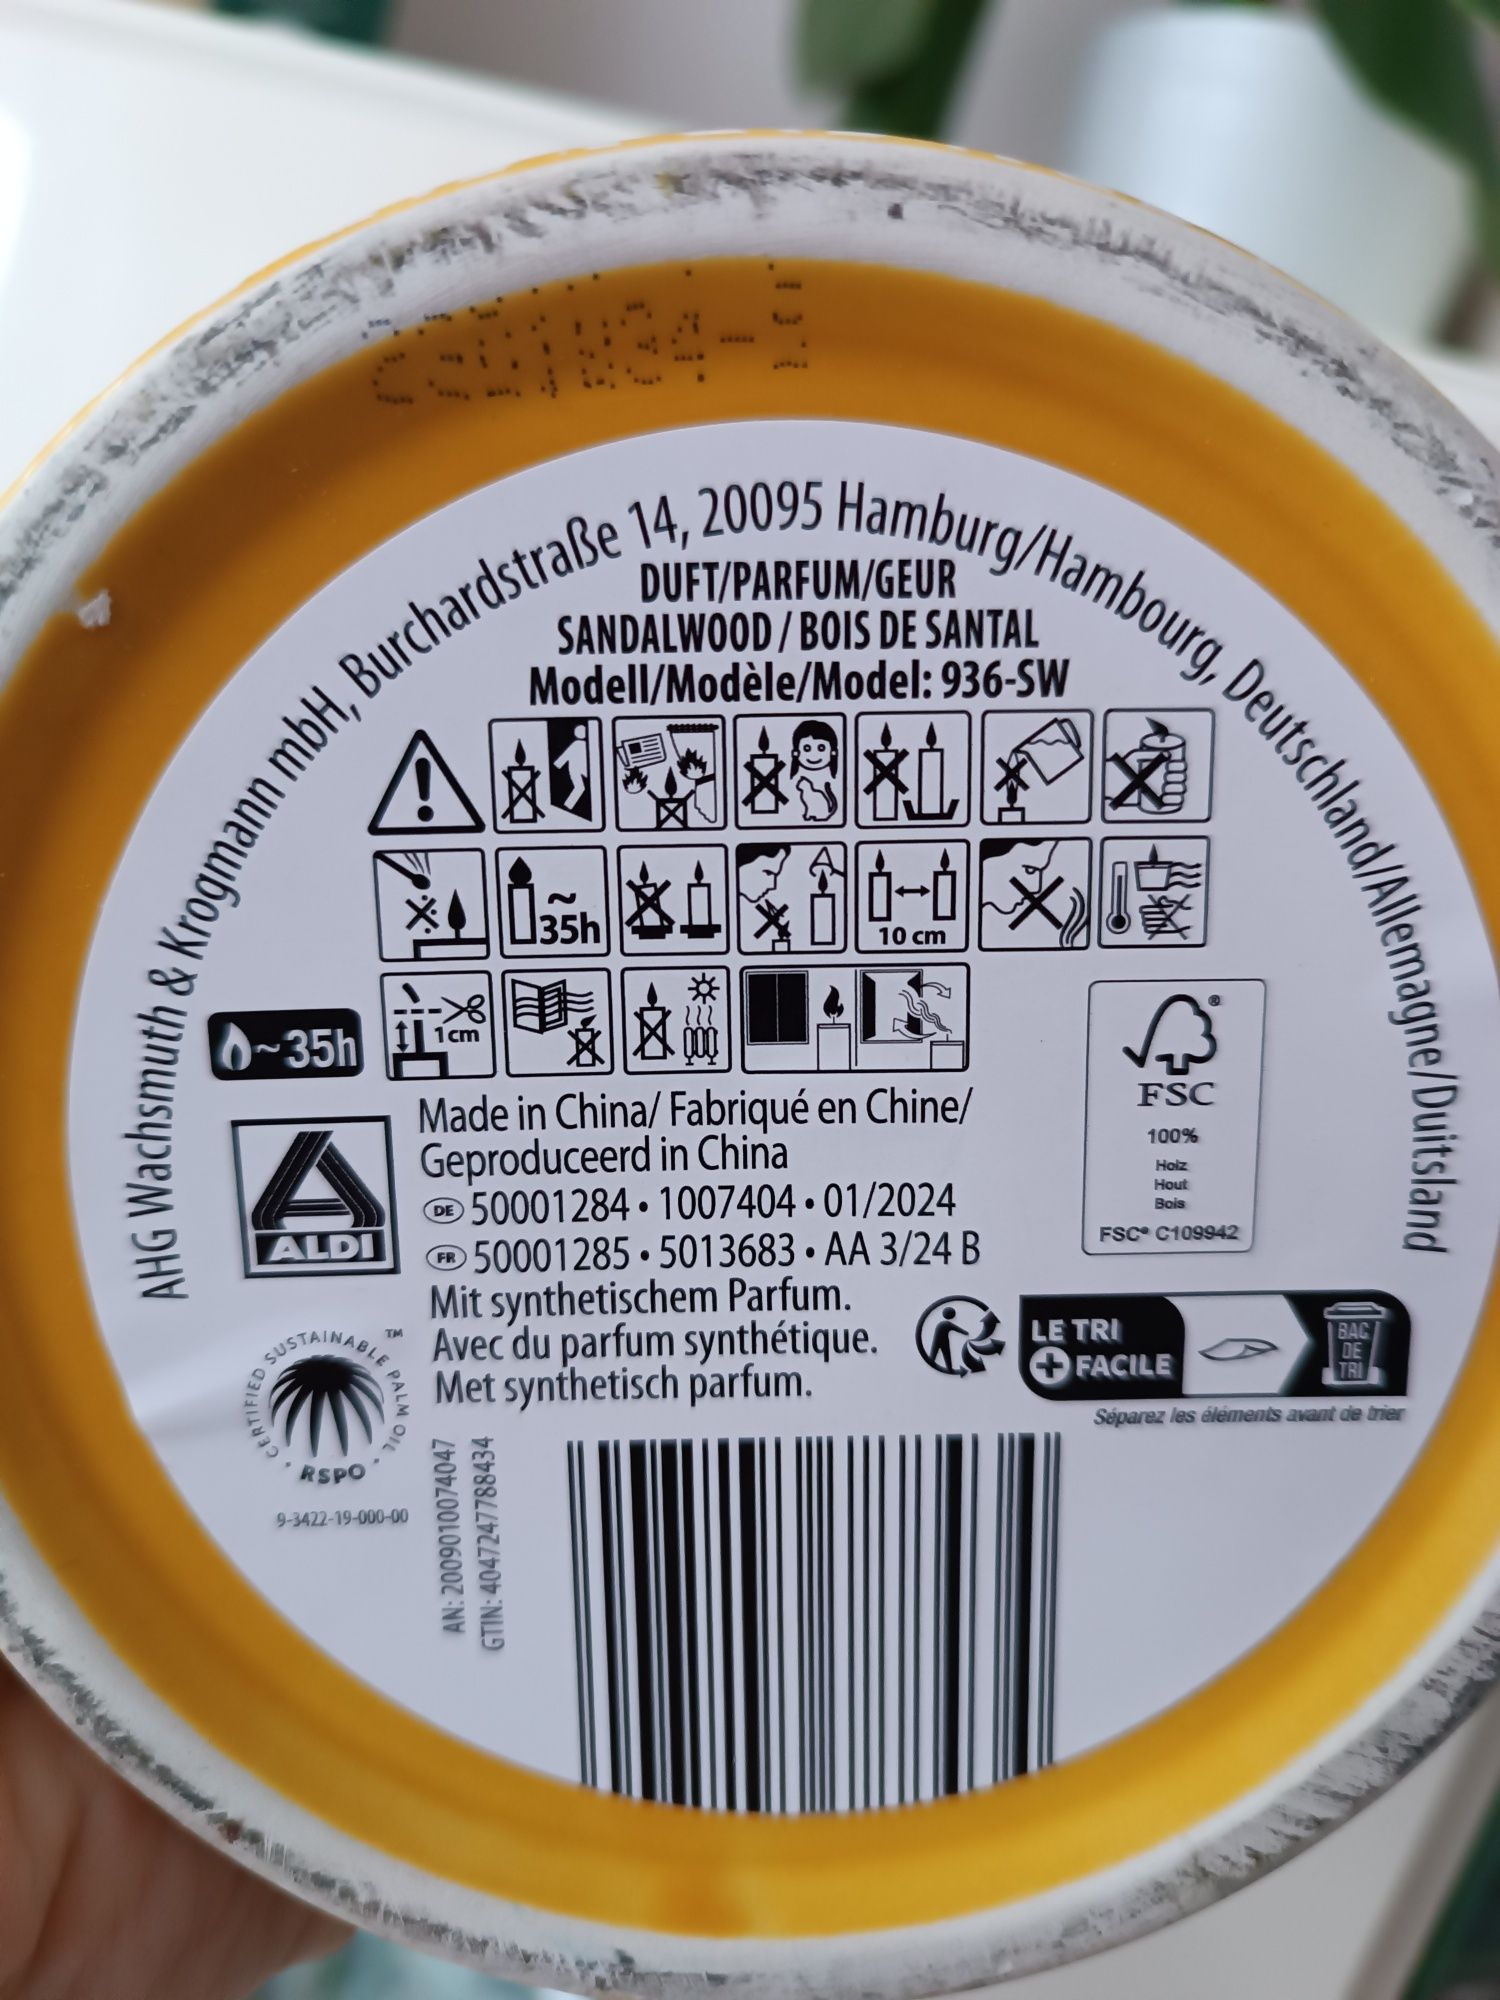 AHG Wachsmuth & Krogmann mbH, Burchardstraße 14, 20095 Hamburg/Hambourg, Deutschland/Allemagne/Duitsland
DUFT/PARFUM/GEUR
SANDALWOOD / BOIS DE SANTAL
Modell/Modèle/Model: 936-SW
~35h
10 cm
1cm
~35h
FSC®
100%
Holz
Hout
Bois
FSC® C109942
ALDI
Made in China/ Fabriqué en Chine/
Geproduceerd in China
DE 50001284 • 1007404 • 01/2024
FR 50001285 • 5013683 • AA 3/24 B
Mit synthetischem Parfum.
Avec du parfum synthétique.
Met synthetisch parfum.
CERTIFIED SUSTAINABLE PALM OIL ™
RSPO
9-3422-19-000-00
LE TRI
+ FACILE
BAC
DE
TRI
Séparez les éléments avant de trier
AN: 2009010074047
GTIN: 4047247788434